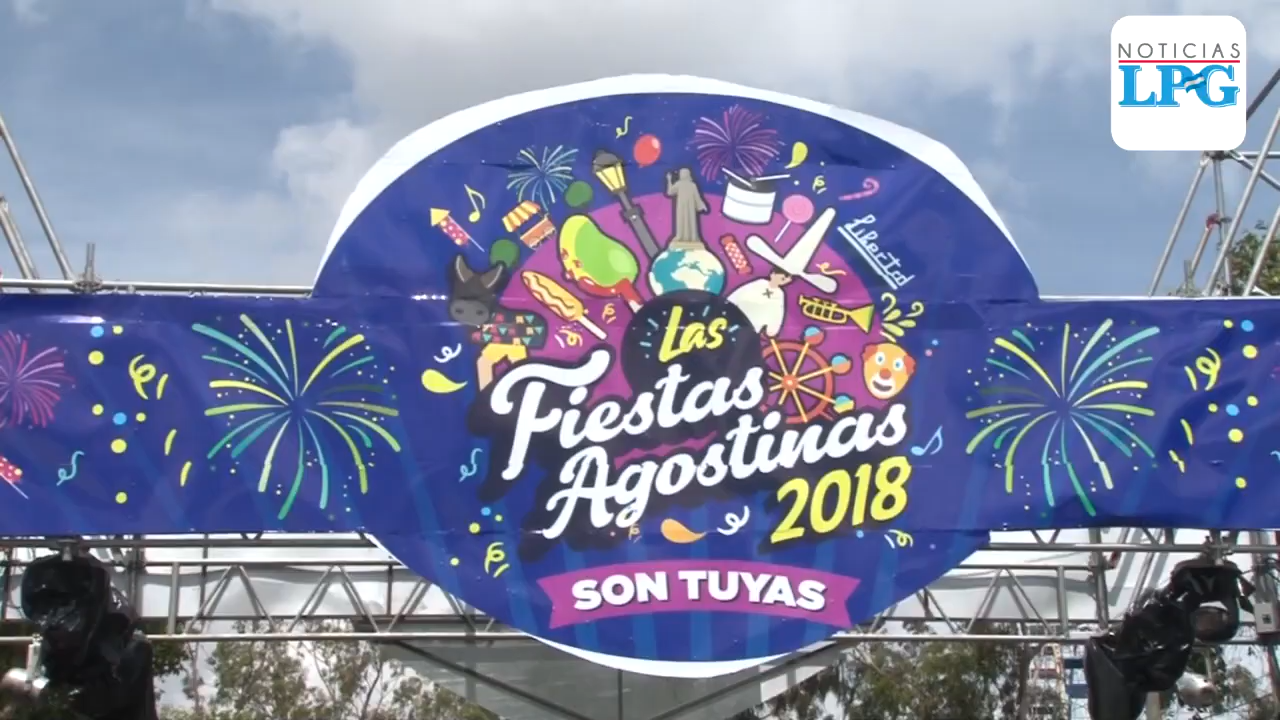 NOTICIAS
LPG
Libertad
Las
Fiestas
Agostinas
2018
SON TUYAS